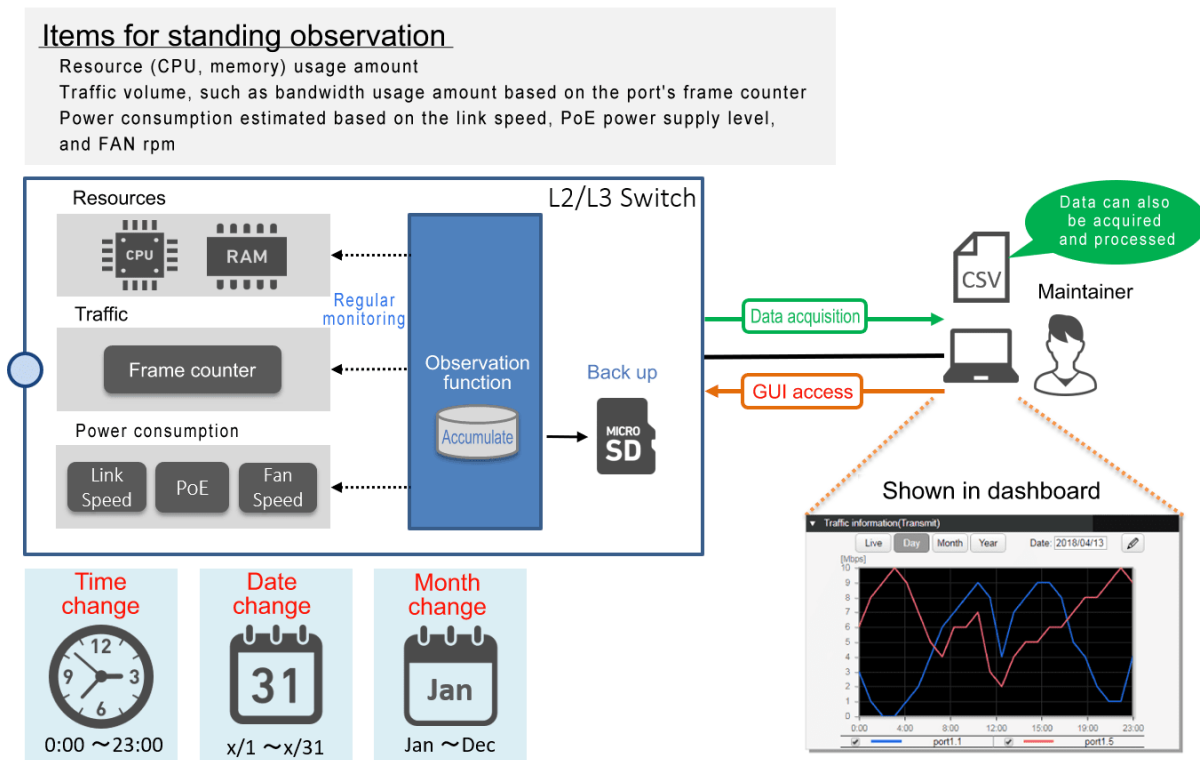 Items for standing observation
Resource (CPU, memory) usage amount
Traffic volume, such as bandwidth usage amount based on the port's frame counter
Power consumption estimated based on the link speed, PoE power supply level,
and FAN rpm
L2/L3 Switch
Resources
CPU
RAM
Regular
monitoring
Traffic
Frame counter
Power consumption
Link
Speed
PoE
Fan
Speed
Observation
function
Accumulate
Back up
MICRO
SD
Data acquisition
GUI access
Data can also
be acquired
and processed
CSV
Maintainer
Shown in dashboard
▼ Traffic information(Transmit)
Live Day Month Year Date: 2018/04/13
[Mbps]
10
9
8
7
6
5
4
3
2
1
0
0:00 4:00 8:00 12:00 15:00 19:00 23:00
port1.1 port1.5
Time
change
12
9 3
6
0:00 ～23:00
Date
change
31
x/1 ～x/31
Month
change
Jan
Jan ～Dec